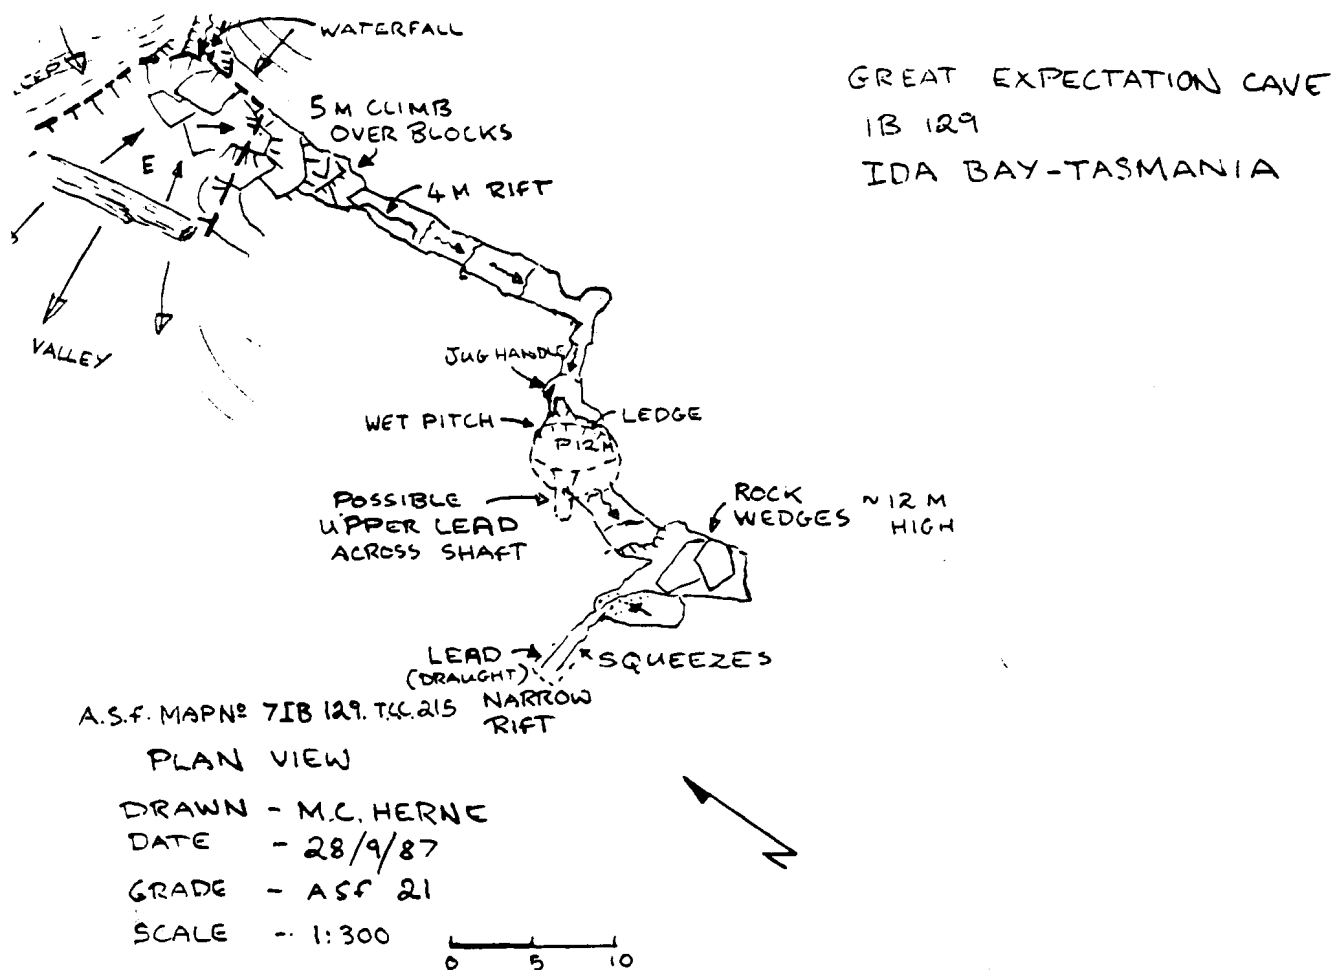 WATERFALL
GREAT EXPECTATION CAVE
IB 129
IDA BAY-TASMANIA
5 M CLIMB
OVER BLOCKS
E
4 M RIFT
VALLEY
JUG HANDLE
WET PITCH
LEDGE
P12M
POSSIBLE
UPPER LEAD
ACROSS SHAFT
ROCK
WEDGES
~12 M
HIGH
LEAD
(DRAUGHT)
SQUEEZES
NARROW
RIFT
A.S.f. MAP Nº 7IB 129. T.C.C. 215
PLAN VIEW
DRAWN - M.C. HERNE
DATE - 28/9/87
GRADE - ASf 21
SCALE - 1:300
0 5 10
N